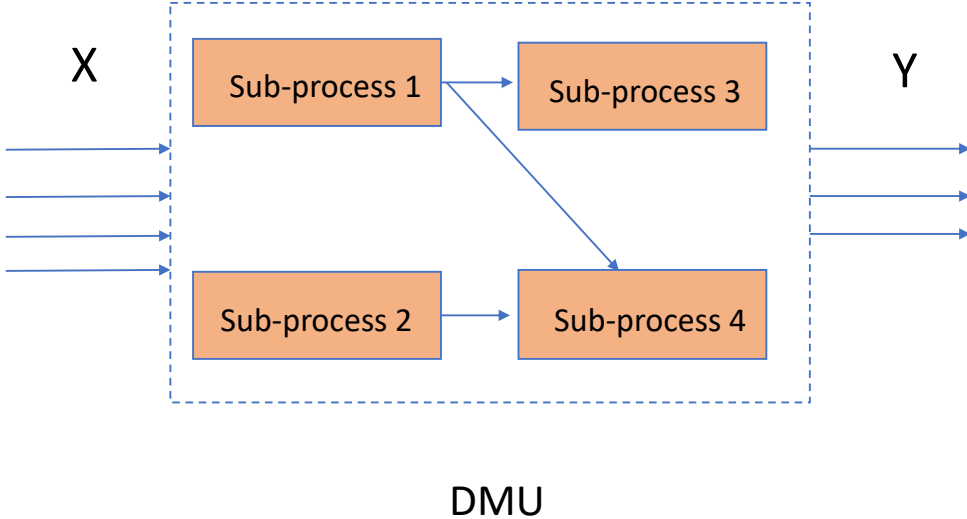 X
Y
Sub-process 1
Sub-process 3
Sub-process 2
Sub-process 4
DMU